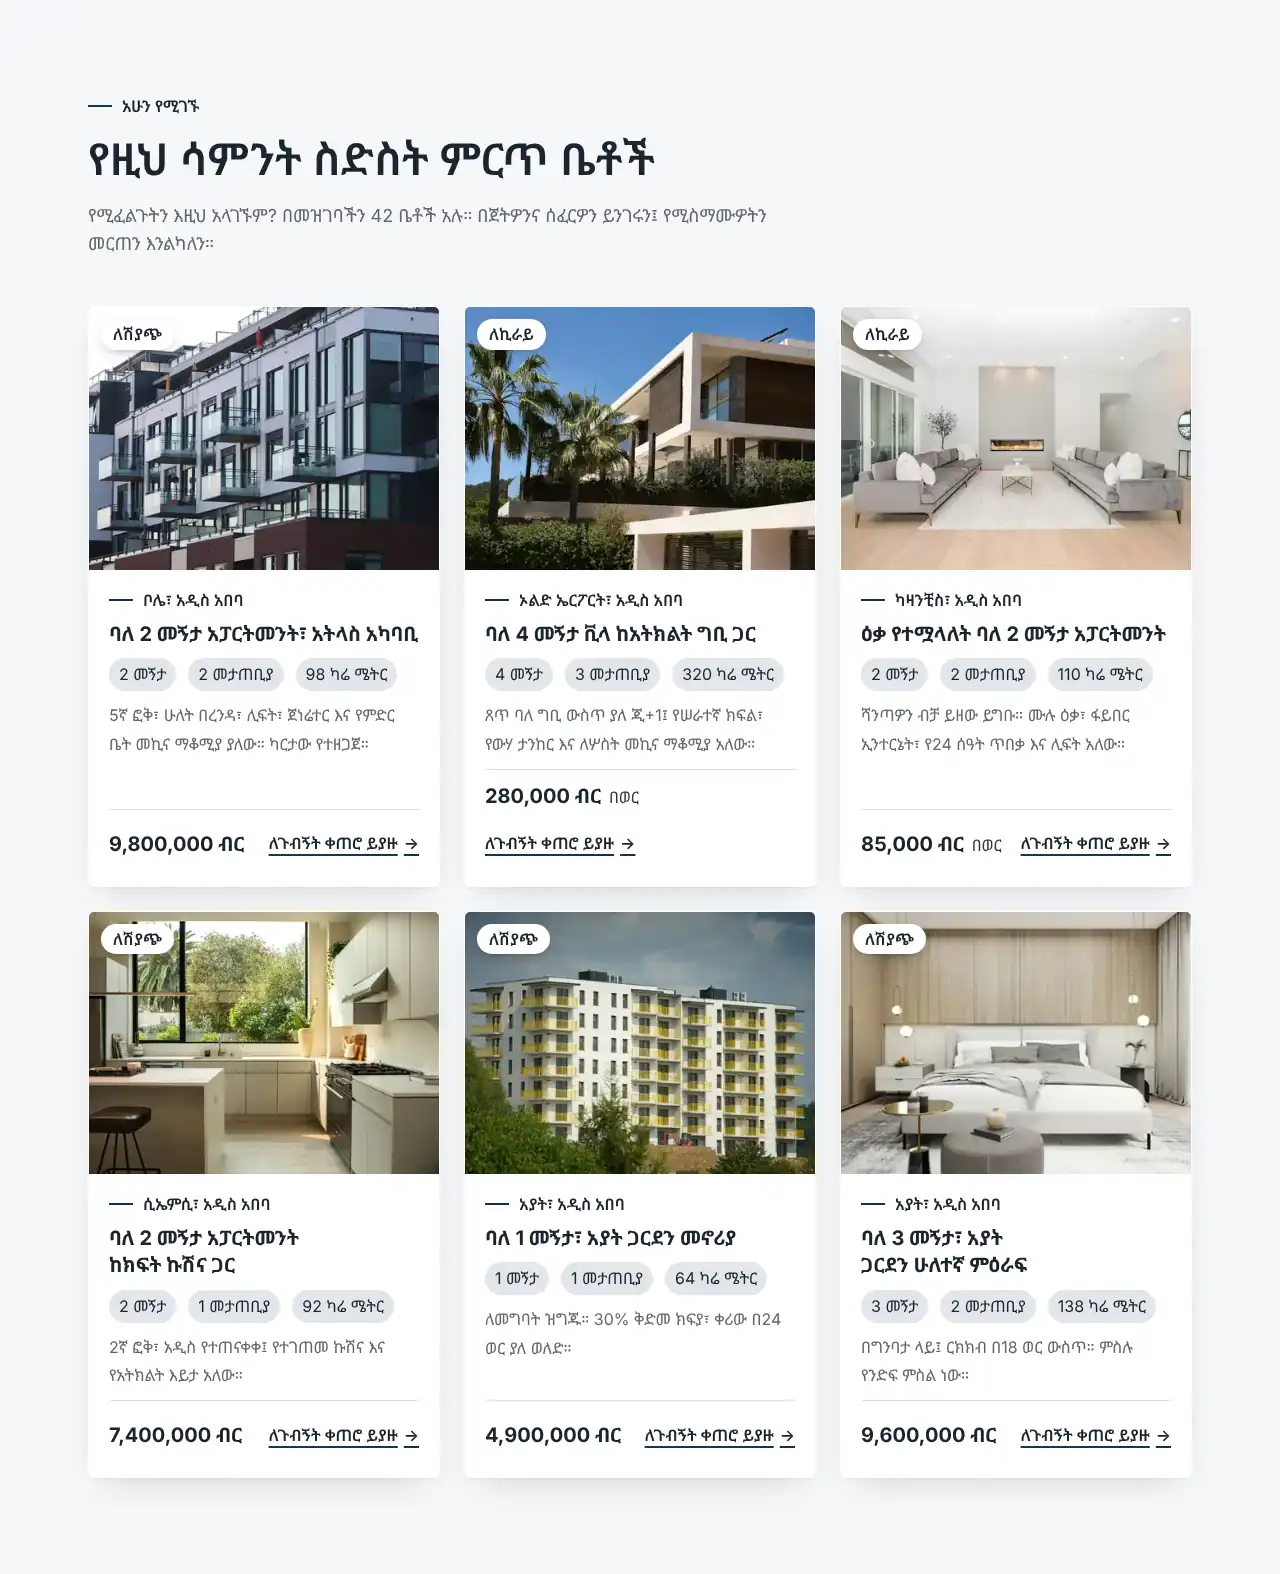 አሁን የሚገኙ
የዚህ ሳምንት ስድስት ምርጥ ቤቶች
የሚፈልጉትን እዚህ አላገኙም? በመዝገባችን 42 ቤቶች አሉ። በጀትዎንና ሰፈርዎን ይንገሩን፤ የሚስማሙዎትን
መርጠን እንልካለን።
ለሽያጭ
ቦሌ፣ አዲስ አበባ
ባለ 2 መኝታ አፓርትመንት፣ አትላስ አካባቢ
2 መኝታ
2 መታጠቢያ
98 ካሬ ሜትር
5ኛ ፎቅ፣ ሁለት በረንዳ፣ ሊፍት፣ ጀነሬተር እና የምድር
ቤት መኪና ማቆሚያ ያለው። ካርታው የተዘጋጀ።
9,800,000 ብር
ለጉብኝት ቀጠሮ ይያዙ →
ለኪራይ
ኦልድ ኤርፖርት፣ አዲስ አበባ
ባለ 4 መኝታ ቪላ ከአትክልት ግቢ ጋር
4 መኝታ
3 መታጠቢያ
320 ካሬ ሜትር
ጸጥ ባለ ግቢ ውስጥ ያለ ጂ+1፤ የሠራተኛ ክፍል፣
የውሃ ታንከር እና ለሦስት መኪና ማቆሚያ አለው።
280,000 ብር በወር
ለጉብኝት ቀጠሮ ይያዙ →
ለኪራይ
ካዛንቺስ፣ አዲስ አበባ
ዕቃ የተሟላለት ባለ 2 መኝታ አፓርትመንት
2 መኝታ
2 መታጠቢያ
110 ካሬ ሜትር
ሻንጣዎን ብቻ ይዘው ይግቡ። ሙሉ ዕቃ፣ ፋይበር
ኢንተርኔት፣ የ24 ሰዓት ጥበቃ እና ሊፍት አለው።
85,000 ብር በወር
ለጉብኝት ቀጠሮ ይያዙ →
ለሽያጭ
ሲኤምሲ፣ አዲስ አበባ
ባለ 2 መኝታ አፓርትመንት
ከክፍት ኩሽና ጋር
2 መኝታ
1 መታጠቢያ
92 ካሬ ሜትር
2ኛ ፎቅ፣ አዲስ የተጠናቀቀ፤ የተገጠመ ኩሽና እና
የአትክልት እይታ አለው።
7,400,000 ብር
ለጉብኝት ቀጠሮ ይያዙ →
ለሽያጭ
አያት፣ አዲስ አበባ
ባለ 1 መኝታ፣ አያት ጋርደን መኖሪያ
1 መኝታ
1 መታጠቢያ
64 ካሬ ሜትር
ለመግባት ዝግጁ። 30% ቅድመ ክፍያ፣ ቀሪው በ24
ወር ያለ ወለድ።
4,900,000 ብር
ለጉብኝት ቀጠሮ ይያዙ →
ለሽያጭ
አያት፣ አዲስ አበባ
ባለ 3 መኝታ፣ አያት
ጋርደን ሁለተኛ ምዕራፍ
3 መኝታ
2 መታጠቢያ
138 ካሬ ሜትር
በግንባታ ላይ፤ ርክክብ በ18 ወር ውስጥ። ምስሉ
የንድፍ ምስል ነው።
9,600,000 ብር
ለጉብኝት ቀጠሮ ይያዙ →